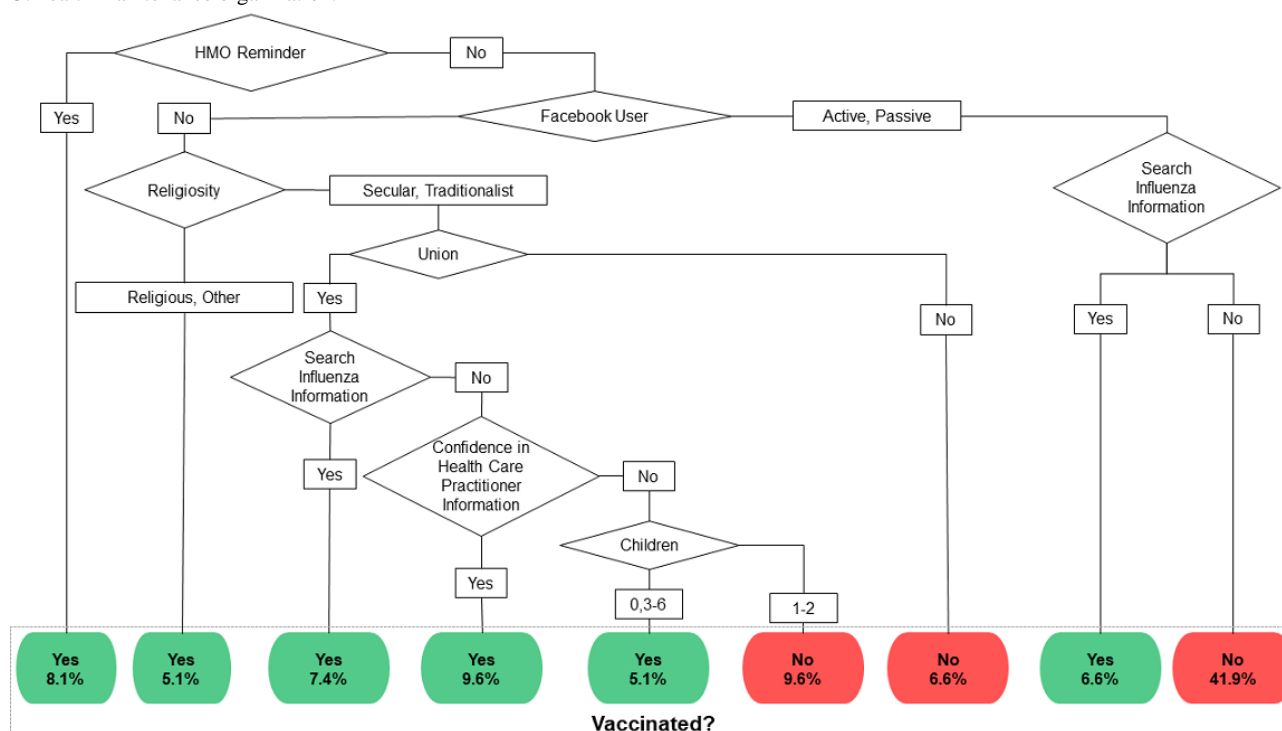 HMO Reminder
No
Yes
No
Facebook User
Active, Passive
Religiosity
Secular, Traditionalist
Search
Influenza
Information
Union
Religious, Other
Yes
No
Yes
No
Search
Influenza
Information
No
Yes
Confidence in
Health Care
Practitioner
Information
No
Yes
Children
0,3-6
1-2
Yes
8.1%
Yes
5.1%
Yes
7.4%
Yes
9.6%
Yes
5.1%
No
9.6%
No
6.6%
Yes
6.6%
No
41.9%
Vaccinated?